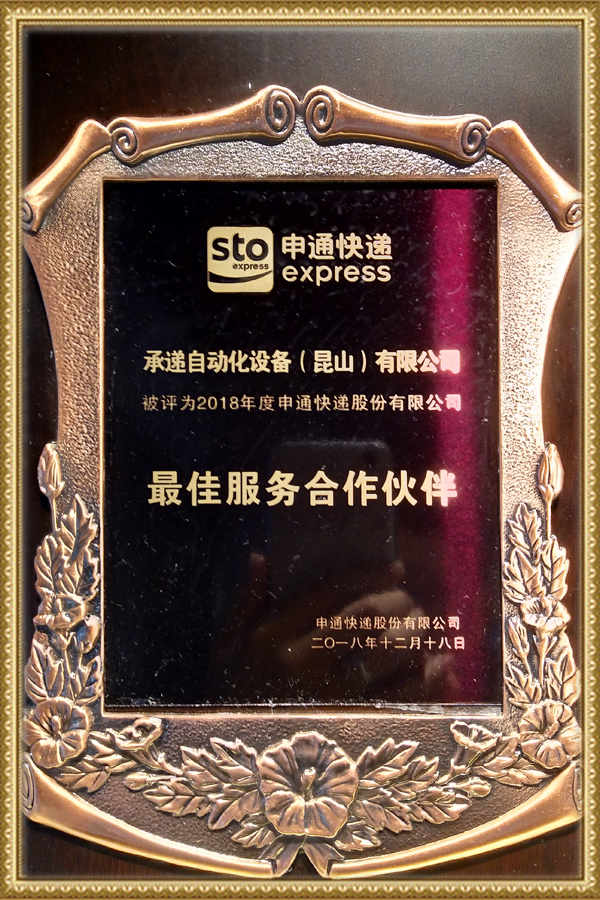 sto 申通快递
express express
承递自动化设备（昆山）有限公司
被评为2018年度申通快递股份有限公司
最佳服务合作伙伴
申通快递股份有限公司
二〇一八年十二月十八日